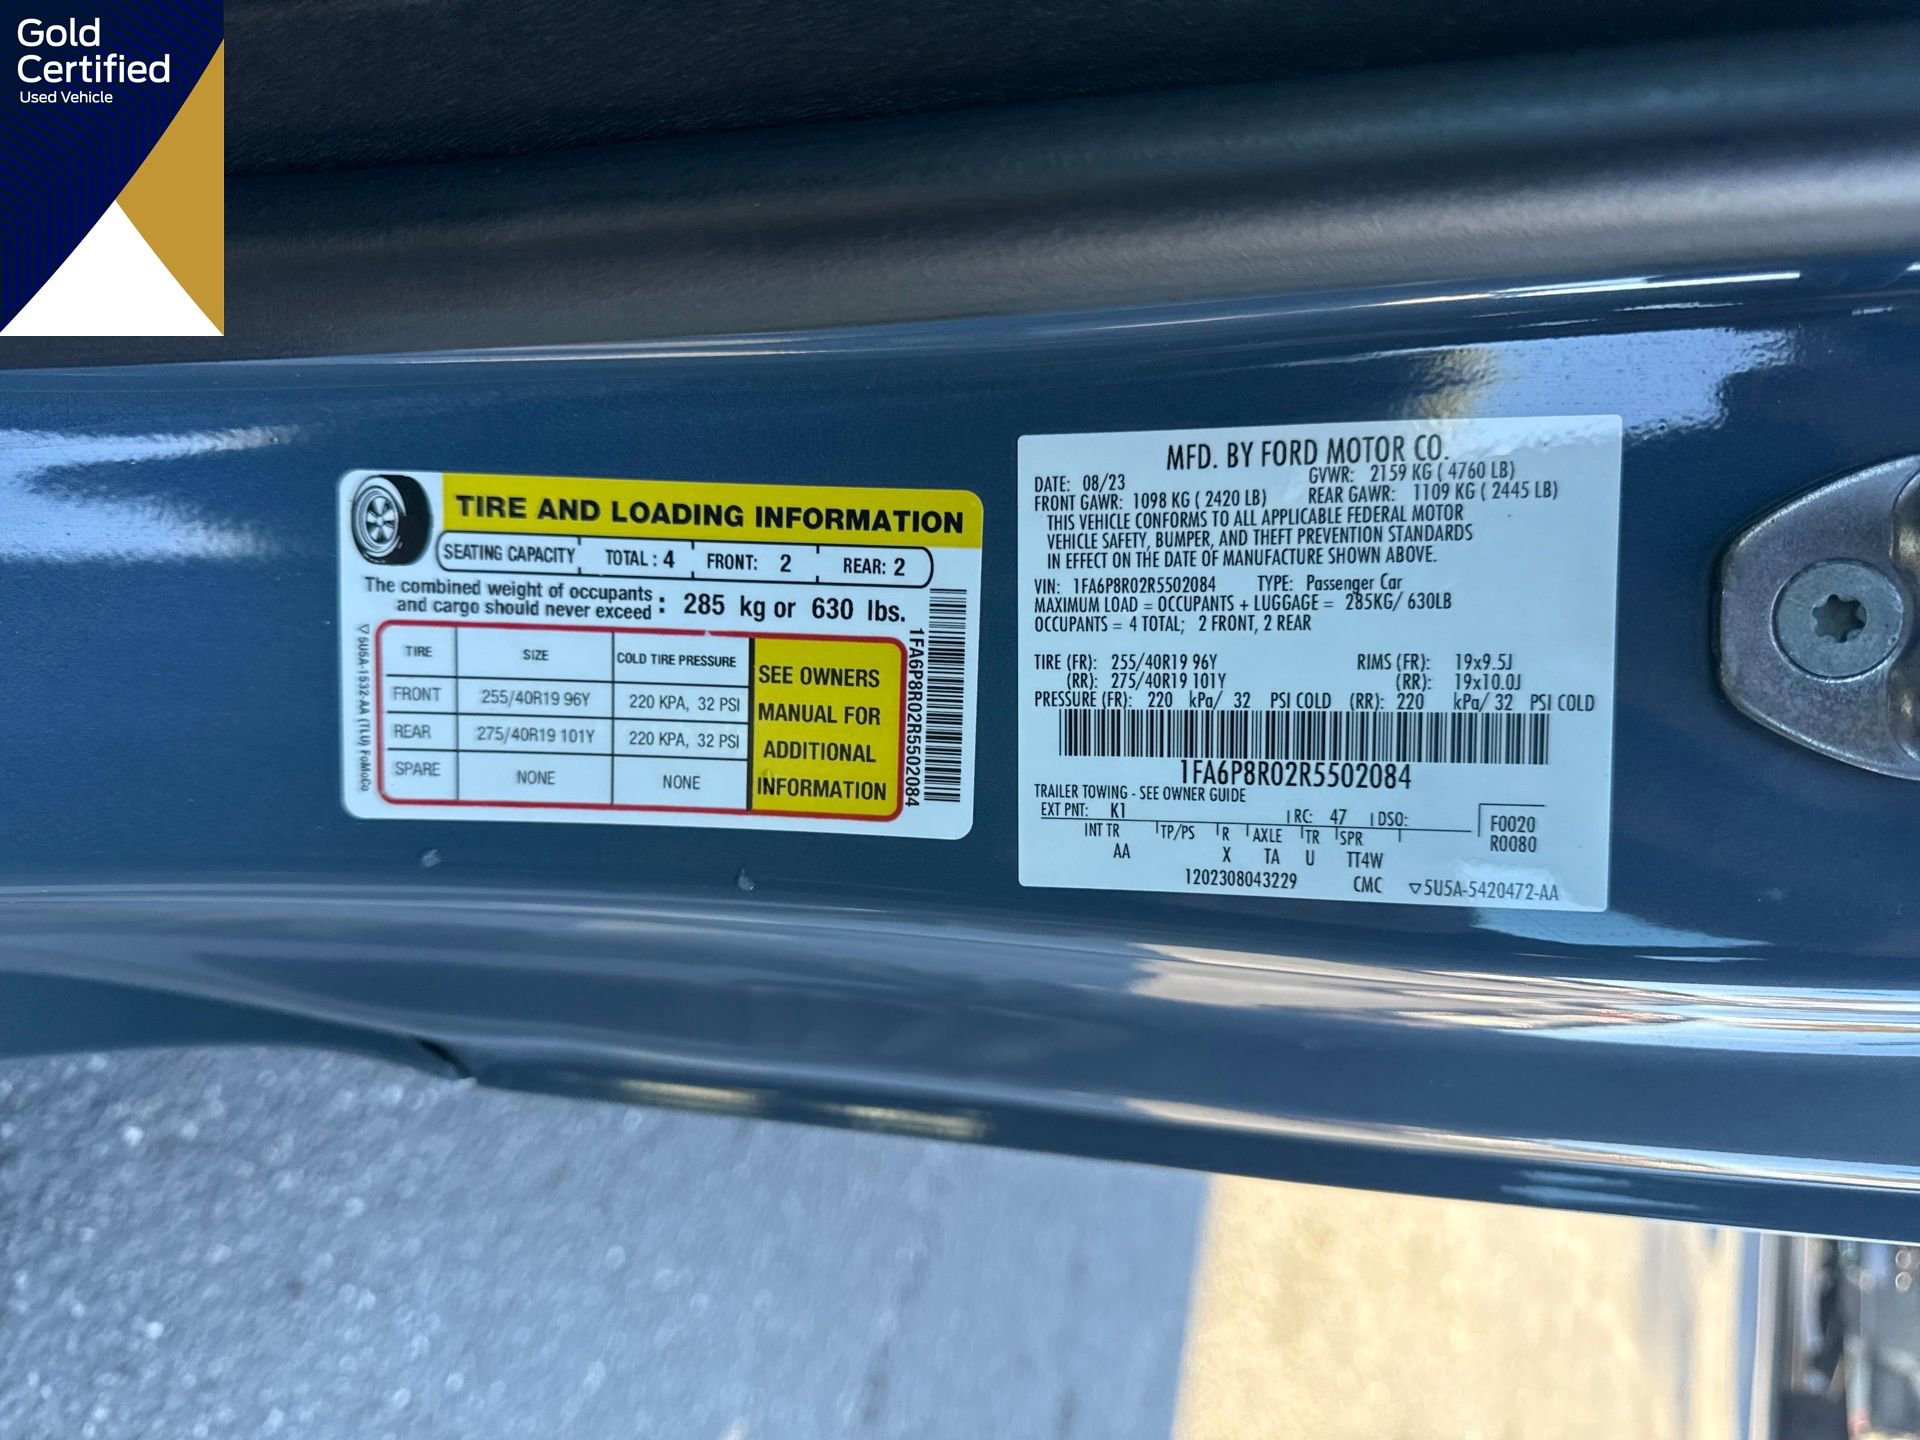 Gold
Certified
Used Vehicle
TIRE AND LOADING INFORMATION
SEATING CAPACITY TOTAL : 4 FRONT: 2 REAR: 2
The combined weight of occupants
and cargo should never exceed : 285 kg or 630 lbs.
TIRE SIZE COLD TIRE PRESSURE
FRONT 255/40R19 96Y 220 KPA, 32 PSI
REAR 275/40R19 101Y 220 KPA, 32 PSI
SPARE NONE NONE
SEE OWNERS
MANUAL FOR
ADDITIONAL
INFORMATION
5U5A-1532-AA (TLU) FoMoCo
1FA6P8R02R5502084
MFD. BY FORD MOTOR CO.
DATE: 08/23 GVWR: 2159 KG ( 4760 LB)
FRONT GAWR: 1098 KG ( 2420 LB) REAR GAWR: 1109 KG ( 2445 LB)
THIS VEHICLE CONFORMS TO ALL APPLICABLE FEDERAL MOTOR
VEHICLE SAFETY, BUMPER, AND THEFT PREVENTION STANDARDS
IN EFFECT ON THE DATE OF MANUFACTURE SHOWN ABOVE.
VIN: 1FA6P8R02R5502084 TYPE: Passenger Car
MAXIMUM LOAD = OCCUPANTS + LUGGAGE = 285KG/ 630LB
OCCUPANTS = 4 TOTAL; 2 FRONT, 2 REAR
TIRE (FR): 255/40R19 96Y RIMS (FR): 19x9.5J
(RR): 275/40R19 101Y (RR): 19x10.0J
PRESSURE (FR): 220 kPa/ 32 PSI COLD (RR): 220 kPa/ 32 PSI COLD
1FA6P8R02R5502084
TRAILER TOWING - SEE OWNER GUIDE
EXT PNT: K1 RC: 47 DSO:
INT TR TP/PS R AXLE TR SPR
AA X TA U TT4W
F0020
R0080
1202308043229 CMC 5U5A-5420472-AA